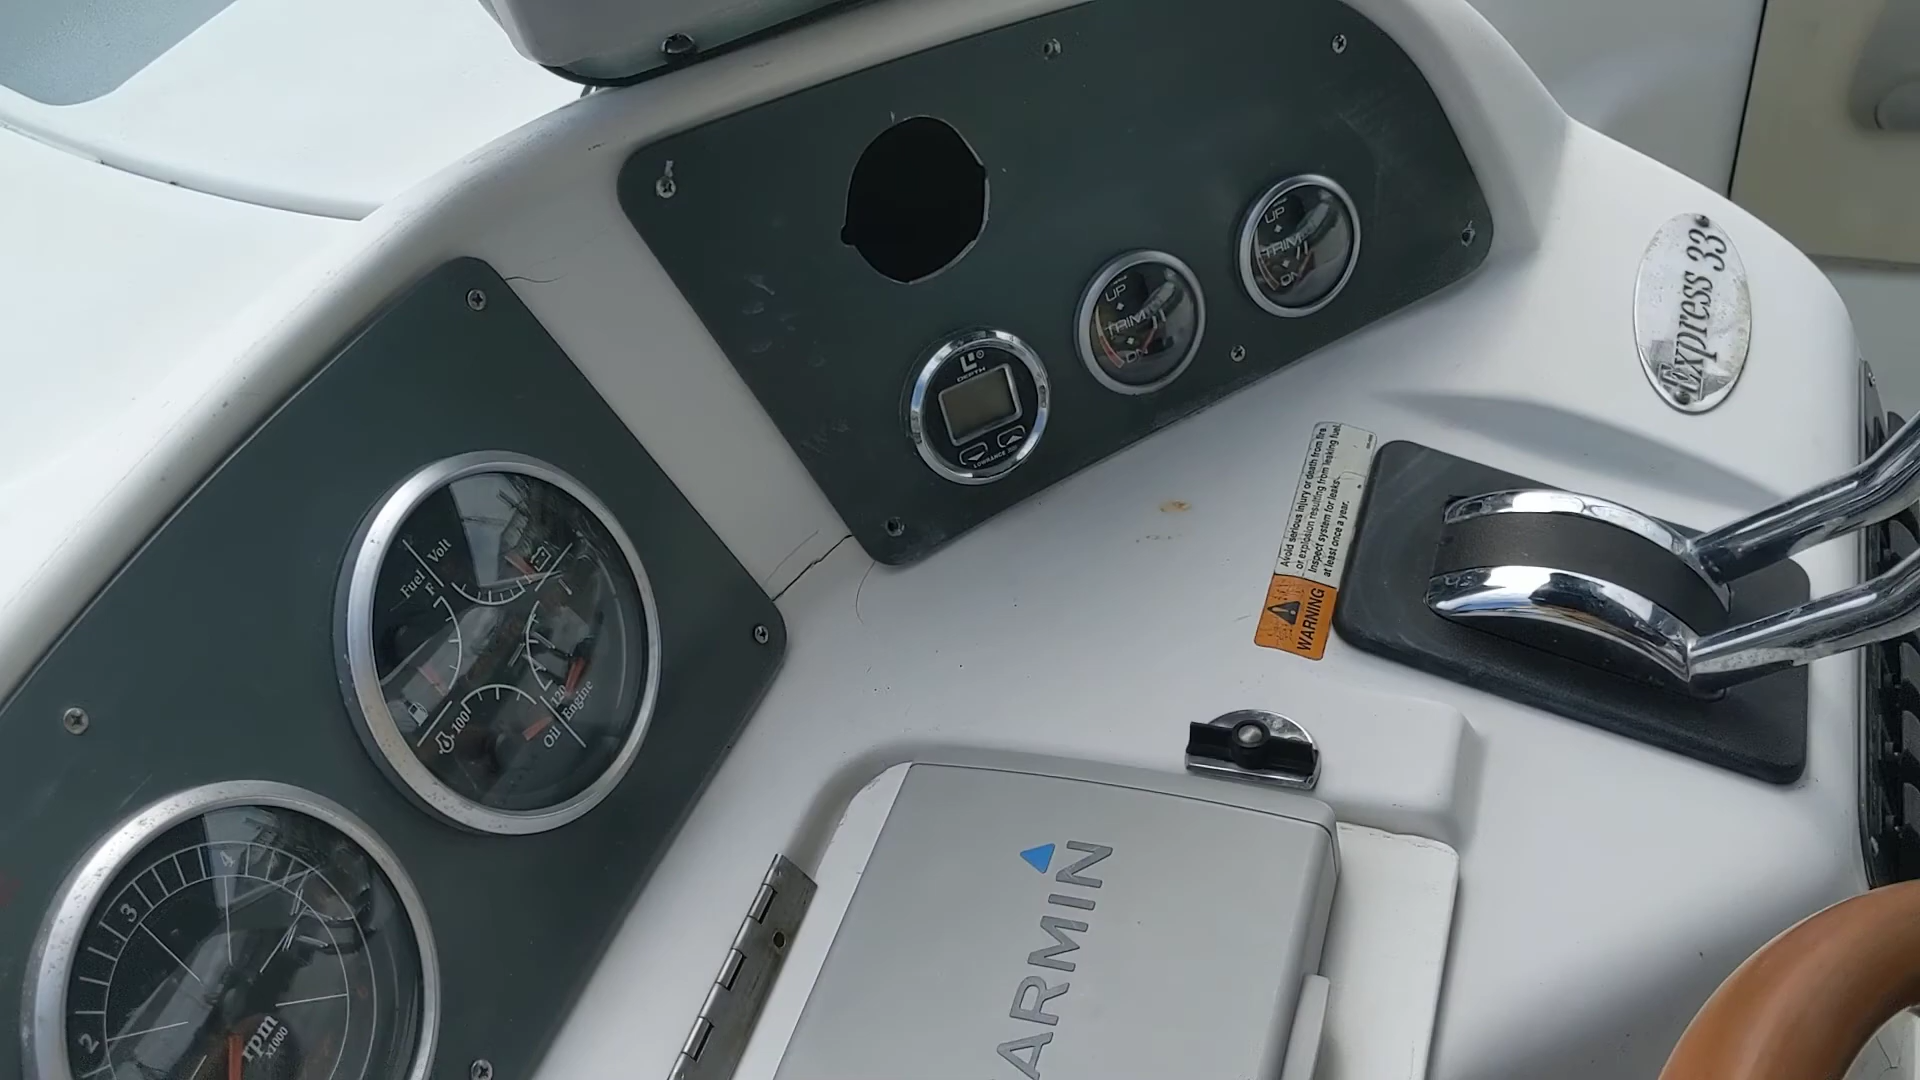 UP
TRIM
DN
UP
TRIM
DN
DEPTH
LOWRANCE
Express 33
Avoid serious injury or death from fire
or explosion resulting from leaking fuel.
Inspect system for leaks
at least once a year.
WARNING
Fuel
Volt
F
100
120
Oil
Engine
4
3
2
rpm
x1000
ARMIN